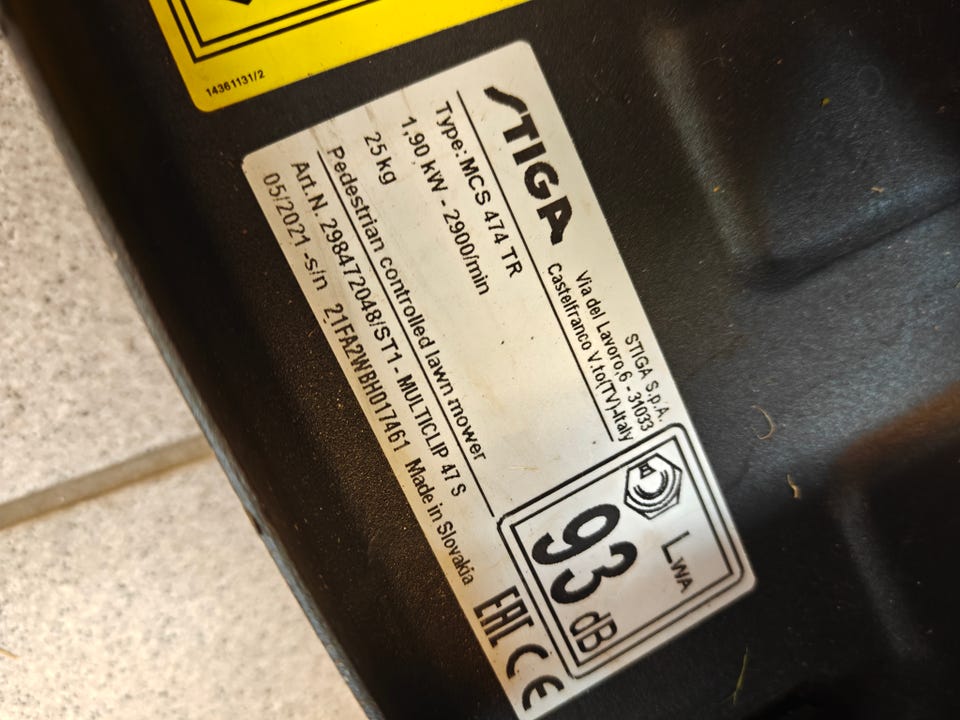 14361131/2
STIGA
STIGA S.p.A.
Via del Lavoro,6 - 31033
Castelfranco V.to(TV)-Italy
Type: MCS 474 TR
1,90 kW - 2900/min
25 kg
Pedestrian controlled lawn mower
Art.N. 298472048/ST1 - MULTICLIP 47 S
05/2021 -s/n 21FA2WBH017461 Made in Slovakia
LWA
93 dB
EAC CE